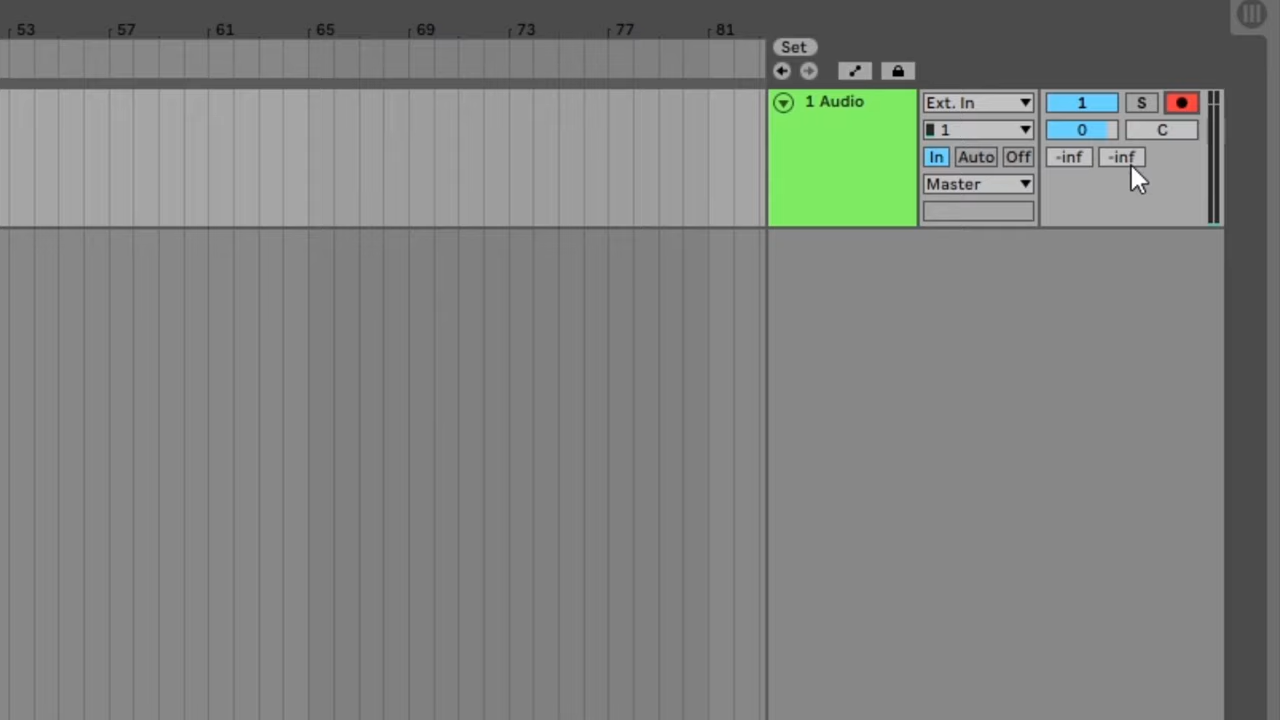 53 57 61 65 69 73 77 81
Set
1 Audio Ext. In 1 S
1 0 C
In Auto Off -inf -inf
Master